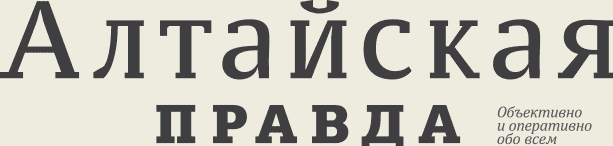 Алтайская
ПРАВДА
Объективно
и оперативно
обо всем